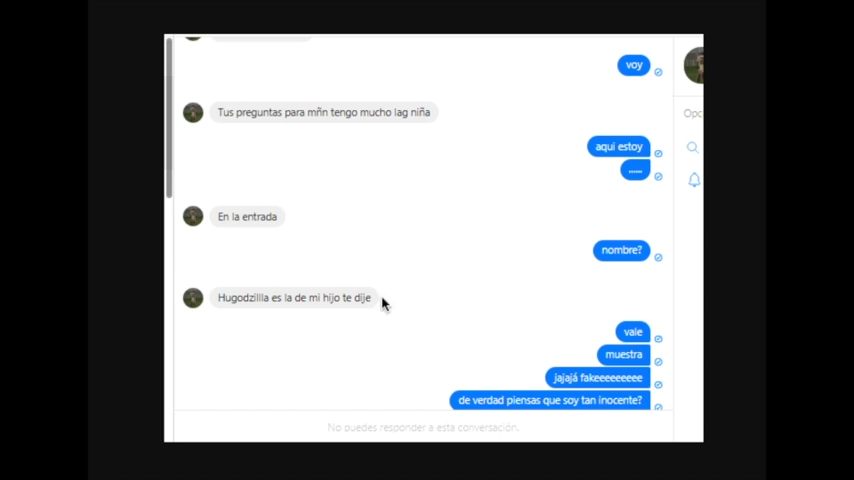 voy
Tus preguntas para mñn tengo mucho lag niña
aqui estoy
.....
En la entrada
nombre?
Hugodzillla es la de mi hijo te dije
vale
muestra
jajajá fakeeeeeeeee
de verdad piensas que soy tan inocente?
No puedes responder a esta conversación.
Opc